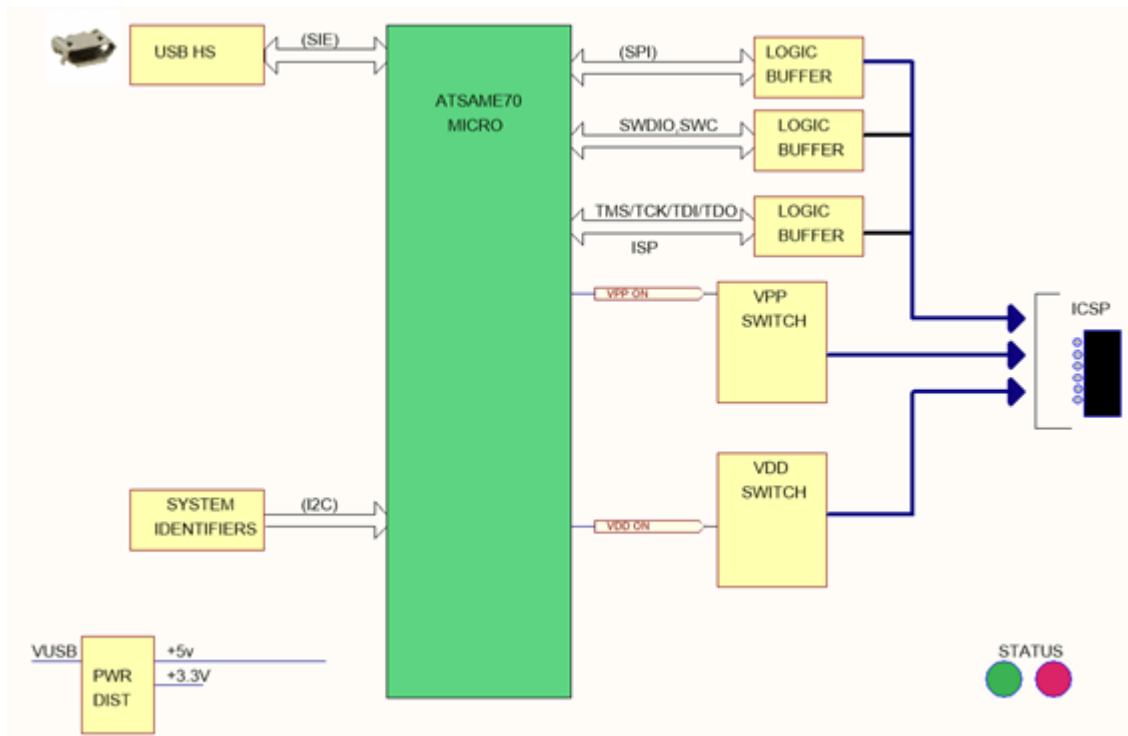 USB HS
(SIE)
ATSAME70
MICRO
(SPI)
LOGIC
BUFFER
SWDIO,SWC
LOGIC
BUFFER
TMS/TCK/TDI/TDO
ISP
LOGIC
BUFFER
VPP ON
VPP
SWITCH
ICSP
SYSTEM
IDENTIFIERS
(I2C)
VDD ON
VDD
SWITCH
VUSB
PWR
DIST
+5v
+3.3V
STATUS